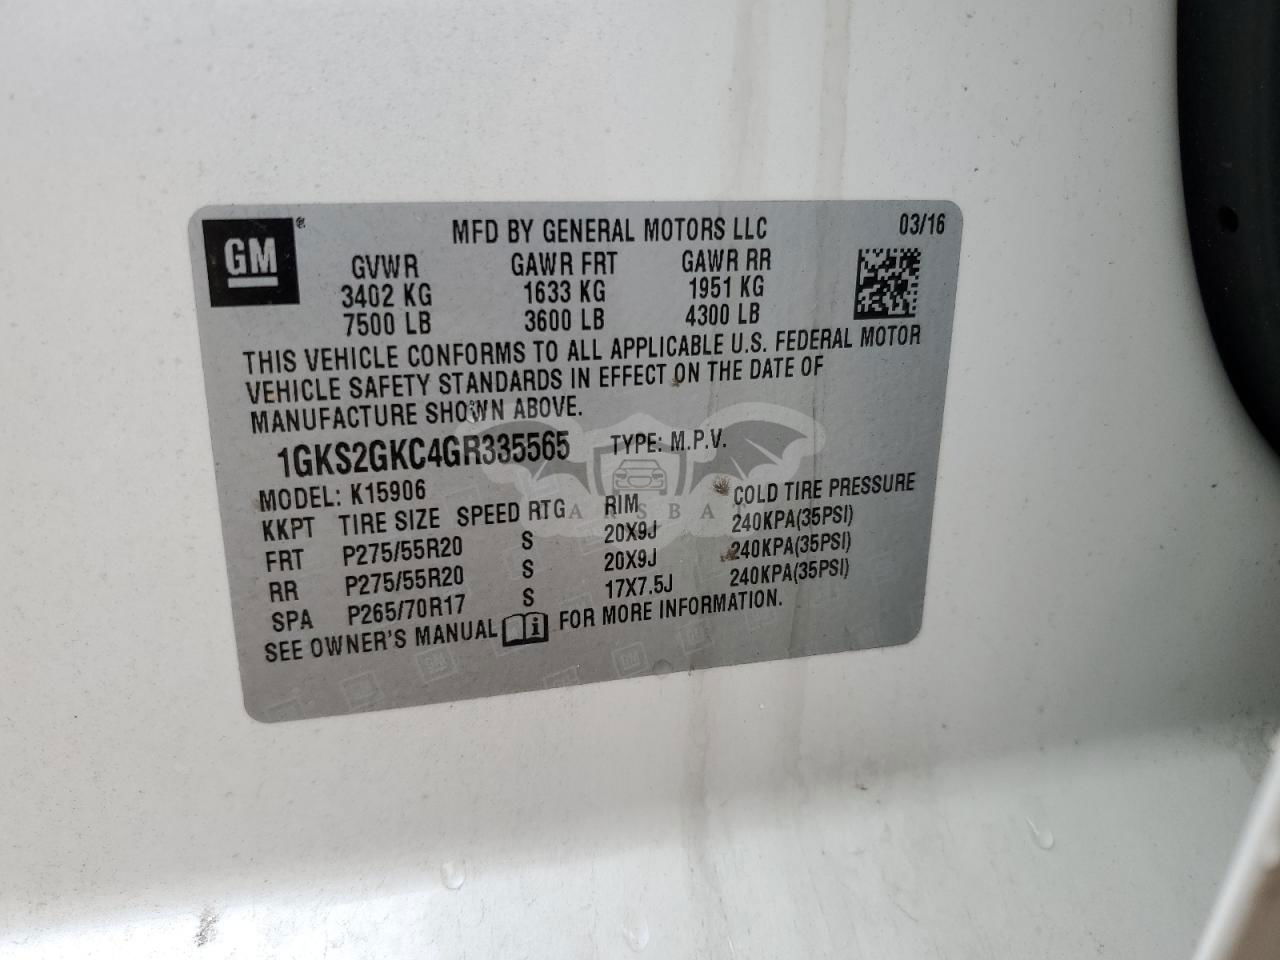 GM®
MFD BY GENERAL MOTORS LLC 03/16
GVWR GAWR FRT GAWR RR
3402 KG 1633 KG 1951 KG
7500 LB 3600 LB 4300 LB
THIS VEHICLE CONFORMS TO ALL APPLICABLE U.S. FEDERAL MOTOR
VEHICLE SAFETY STANDARDS IN EFFECT ON THE DATE OF
MANUFACTURE SHOWN ABOVE.
1GKS2GKC4GR335565 TYPE: M.P.V.
MODEL: K15906
KKPT TIRE SIZE SPEED RTG RIM COLD TIRE PRESSURE
FRT P275/55R20 S 20X9J 240KPA(35PSI)
RR P275/55R20 S 20X9J 240KPA(35PSI)
SPA P265/70R17 S 17X7.5J 240KPA(35PSI)
SEE OWNER'S MANUAL i FOR MORE INFORMATION.